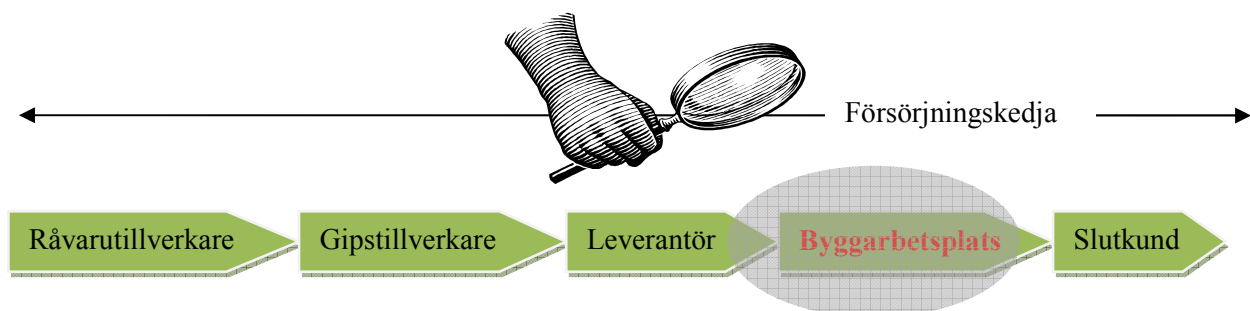 Försörjningskedja
Råvarutillverkare Gipstillverkare Leverantör Byggarbetsplats Slutkund